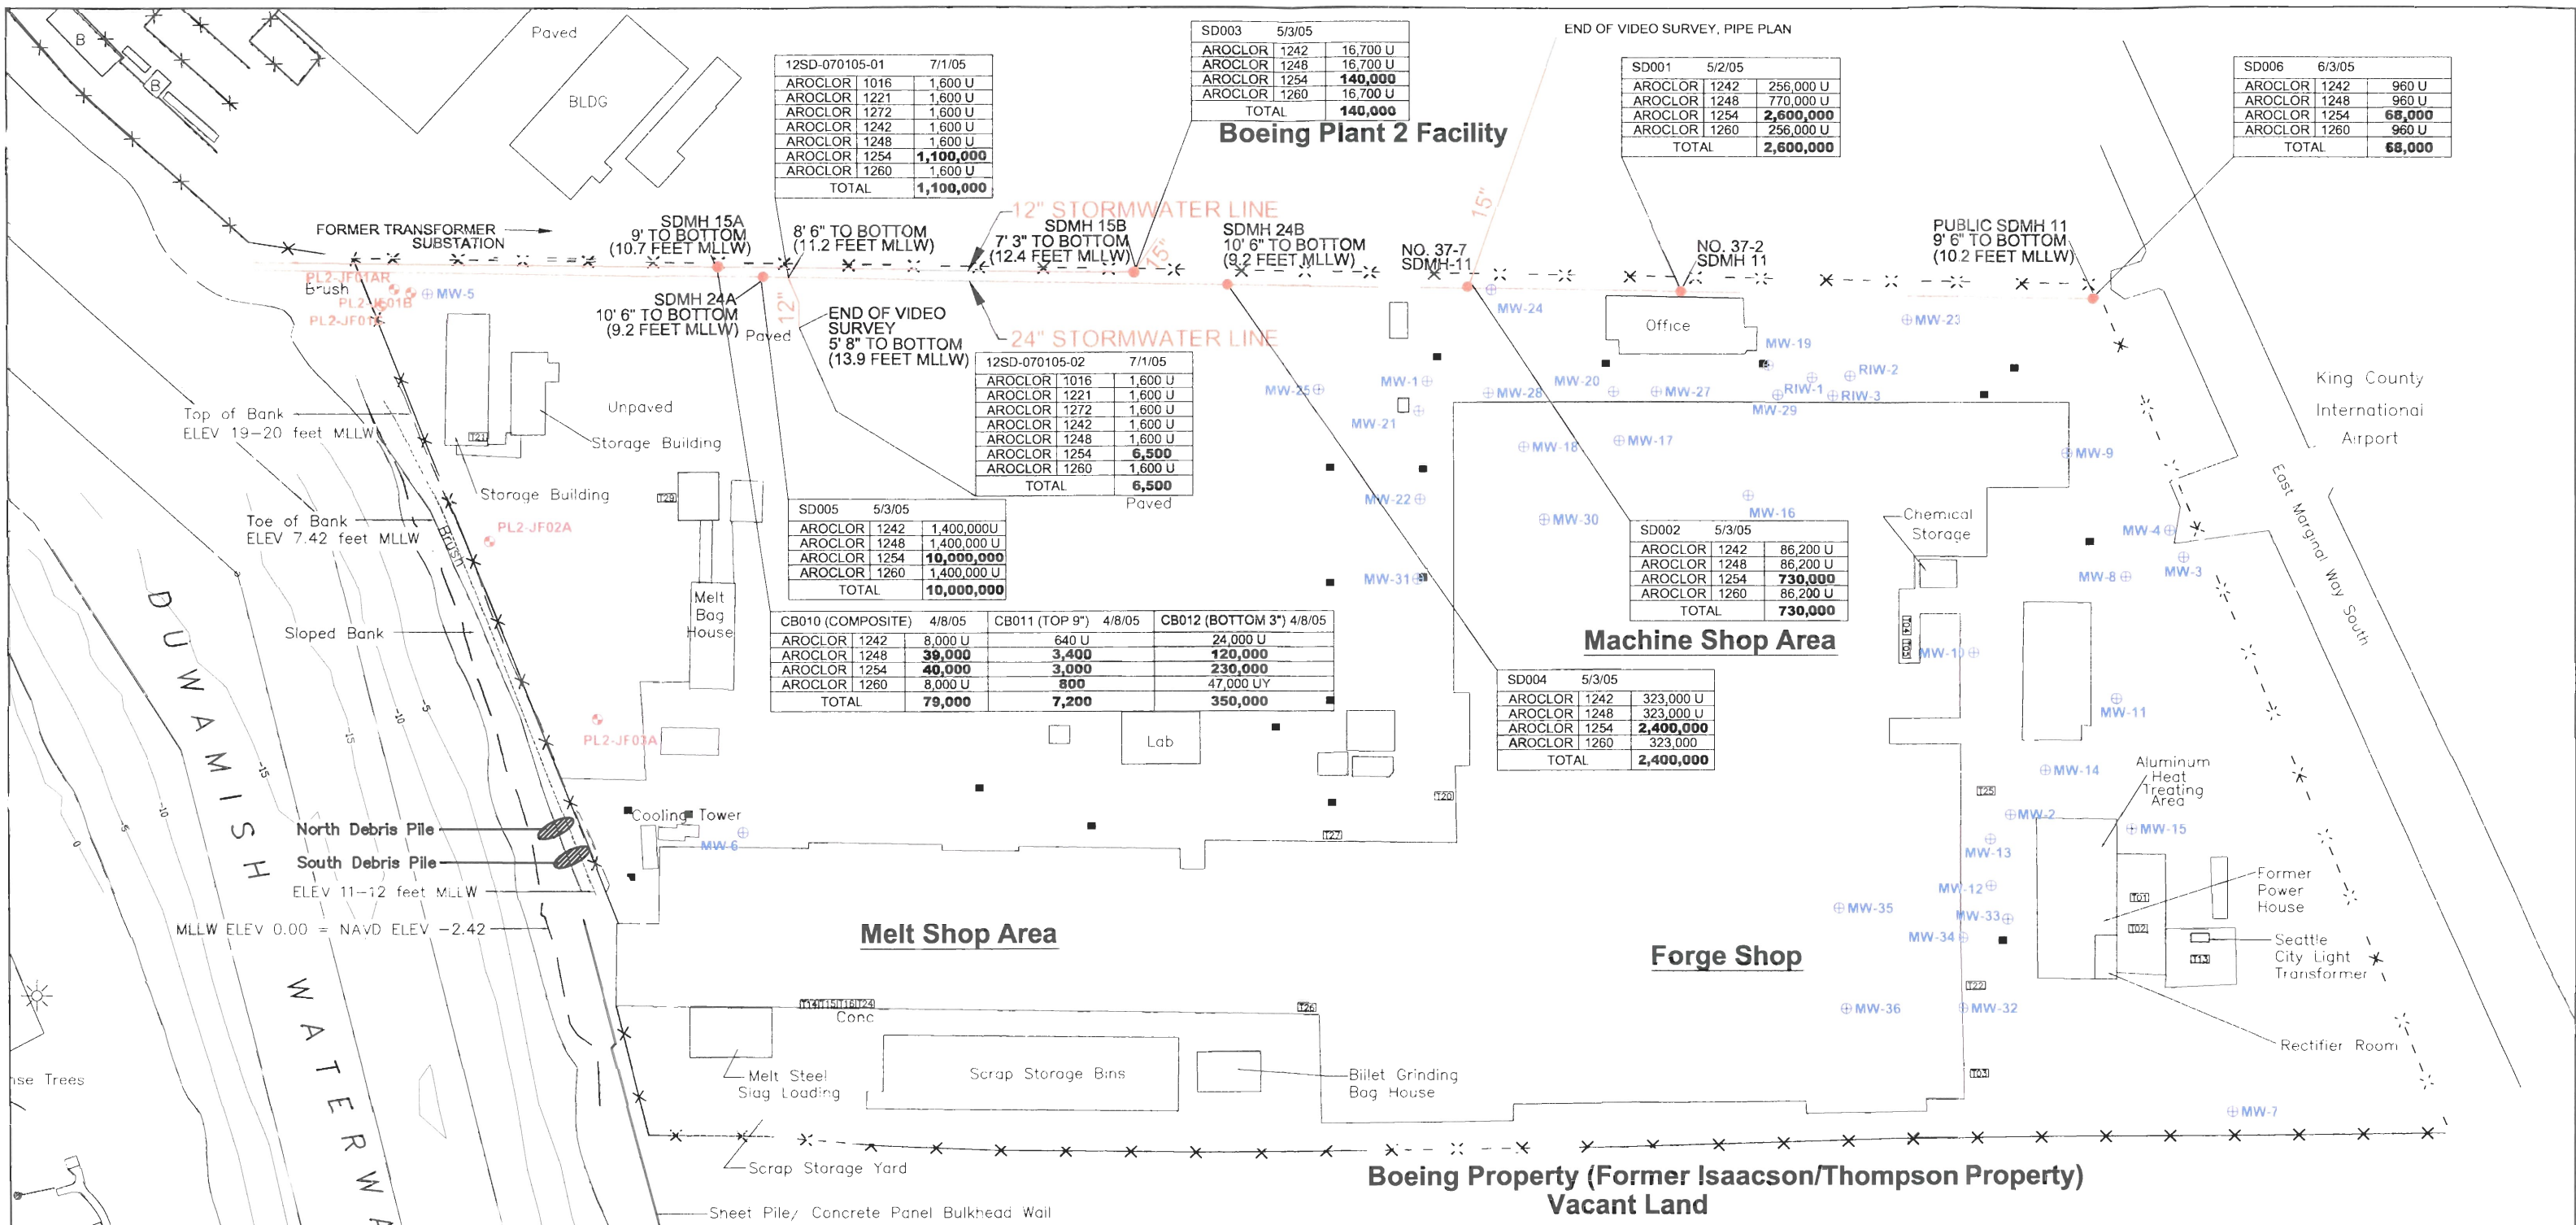 B
B
Paved
BLDG
12SD-070105-01 7/1/05
AROCLOR 1016 1,600 U
AROCLOR 1221 1,600 U
AROCLOR 1272 1,600 U
AROCLOR 1242 1,600 U
AROCLOR 1248 1,600 U
AROCLOR 1254 1,100,000
AROCLOR 1260 1,600 U
TOTAL 1,100,000
SD003 5/3/05
AROCLOR 1242 16,700 U
AROCLOR 1248 16,700 U
AROCLOR 1254 140,000
AROCLOR 1260 16,700 U
TOTAL 140,000
Boeing Plant 2 Facility
END OF VIDEO SURVEY, PIPE PLAN
SD001 5/2/05
AROCLOR 1242 256,000 U
AROCLOR 1248 770,000 U
AROCLOR 1254 2,600,000
AROCLOR 1260 256,000 U
TOTAL 2,600,000
SD006 6/3/05
AROCLOR 1242 960 U
AROCLOR 1248 960 U
AROCLOR 1254 68,000
AROCLOR 1260 960 U
TOTAL 68,000
FORMER TRANSFORMER
SUBSTATION
SDMH 15A
9' TO BOTTOM
(10.7 FEET MLLW)
8' 6" TO BOTTOM
(11.2 FEET MLLW)
12" STORMWATER LINE
SDMH 15B
7' 3" TO BOTTOM
(12.4 FEET MLLW)
15"
SDMH 24B
10' 6" TO BOTTOM
(9.2 FEET MLLW)
15"
NO. 37-7
SDMH-11
NO. 37-2
SDMH 11
PUBLIC SDMH 11
9' 6" TO BOTTOM
(10.2 FEET MLLW)
PL2-JF01AR
Brush
PL2-JF01B
PL2-JF01C
MW-5
SDMH 24A
10' 6" TO BOTTOM
(9.2 FEET MLLW)
Paved
12"
END OF VIDEO
SURVEY
5' 8" TO BOTTOM
(13.9 FEET MLLW)
24" STORMWATER LINE
MW-24
Office
MW-23
MW-19
12SD-070105-02 7/1/05
AROCLOR 1016 1,600 U
AROCLOR 1221 1,600 U
AROCLOR 1272 1,600 U
AROCLOR 1242 1,600 U
AROCLOR 1248 1,600 U
AROCLOR 1254 6,500
AROCLOR 1260 1,600 U
TOTAL 6,500
Paved
MW-25
MW-1
MW-28
MW-20
MW-27
RIW-1
RIW-2
RIW-3
MW-29
MW-21
MW-18
MW-17
MW-9
King County
International
Airport
East Marginal Way South
Top of Bank
ELEV 19-20 feet MLLW
Unpaved
T21
Storage Building
Storage Building
T29
Toe of Bank
ELEV 7.42 feet MLLW
Brush
PL2-JF02A
MW-22
MW-30
MW-16
Chemical
Storage
MW-4
MW-3
MW-8
SD005 5/3/05
AROCLOR 1242 1,400,000U
AROCLOR 1248 1,400,000 U
AROCLOR 1254 10,000,000
AROCLOR 1260 1,400,000 U
TOTAL 10,000,000
SD002 5/3/05
AROCLOR 1242 86,200 U
AROCLOR 1248 86,200 U
AROCLOR 1254 730,000
AROCLOR 1260 86,200 U
TOTAL 730,000
MW-31
Melt
Bag
House
Sloped Bank
CB010 (COMPOSITE) 4/8/05 CB011 (TOP 9") 4/8/05 CB012 (BOTTOM 3") 4/8/05
AROCLOR 1242 8,000 U 640 U 24,000 U
AROCLOR 1248 39,000 3,400 120,000
AROCLOR 1254 40,000 3,000 230,000
AROCLOR 1260 8,000 U 800 47,000 UY
TOTAL 79,000 7,200 350,000
Machine Shop Area
T04
MW-10
SD004 5/3/05
AROCLOR 1242 323,000 U
AROCLOR 1248 323,000 U
AROCLOR 1254 2,400,000
AROCLOR 1260 323,000
TOTAL 2,400,000
MW-11
PL2-JF03A
Lab
MW-14
Aluminum
Heat
Treating
Area
T20
T25
MW-2
MW-15
MW-13
DUWAMISH WATERWA
-15
-10
-5
-15
-10
-5
0
North Debris Pile
South Debris Pile
ELEV 11-12 feet MLLW
MLLW ELEV 0.00 = NAVD ELEV -2.42
Cooling Tower
MW-6
T27
MW-12
MW-35
MW-33
MW-34
T01
T02
T13
Former
Power
House
Seattle
City Light
Transformer
Melt Shop Area
Forge Shop
T14 T15 T16 T24
Conc
T26
T22
MW-36
MW-32
Rectifier Room
T03
Melt Steel
Slag Loading
Scrap Storage Bins
Billet Grinding
Bag House
MW-7
nse Trees
Scrap Storage Yard
Boeing Property (Former Isaacson/Thompson Property)
Vacant Land
Sheet Pile/ Concrete Panel Bulkhead Wall